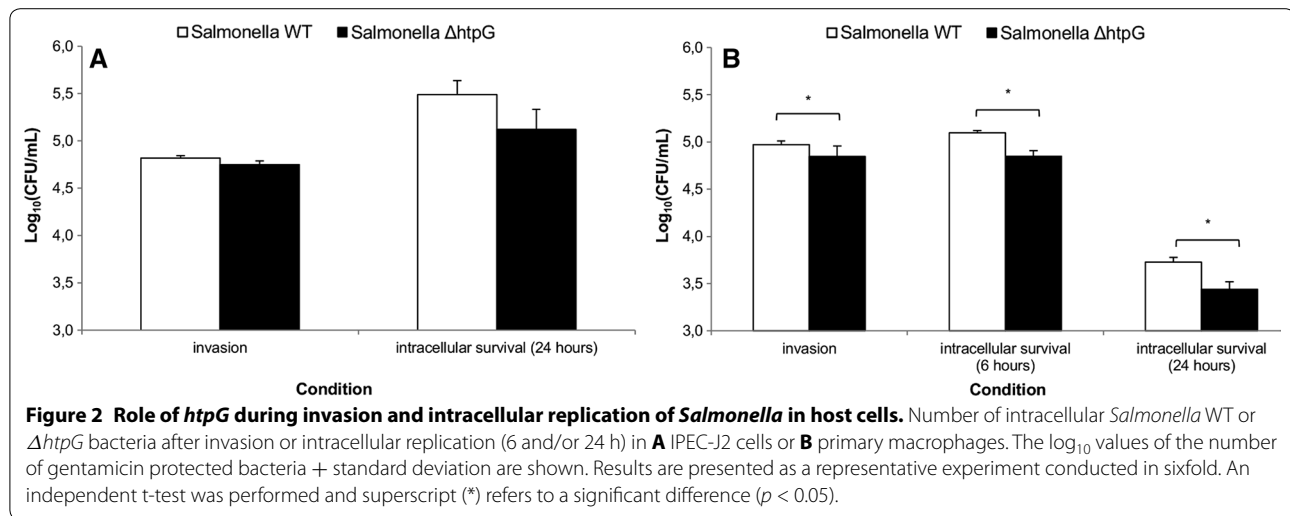 □Salmonella WT ■Salmonella ΔhtpG
A
6,0
5,5
5,0
4,5
4,0
3,5
3,0
Log₁₀(CFU/mL)
invasion
intracellular survival (24 hours)
Condition
□Salmonella WT ■Salmonella ΔhtpG
B
6,0
5,5
5,0
4,5
4,0
3,5
3,0
Log₁₀(CFU/mL)
*
*
*
invasion
intracellular survival
(6 hours)
intracellular survival
(24 hours)
Condition
Figure 2 Role of htpG during invasion and intracellular replication of Salmonella in host cells. Number of intracellular Salmonella WT or
ΔhtpG bacteria after invasion or intracellular replication (6 and/or 24 h) in A IPEC-J2 cells or B primary macrophages. The log₁₀ values of the number
of gentamicin protected bacteria + standard deviation are shown. Results are presented as a representative experiment conducted in sixfold. An
independent t-test was performed and superscript (*) refers to a significant difference (p < 0.05).